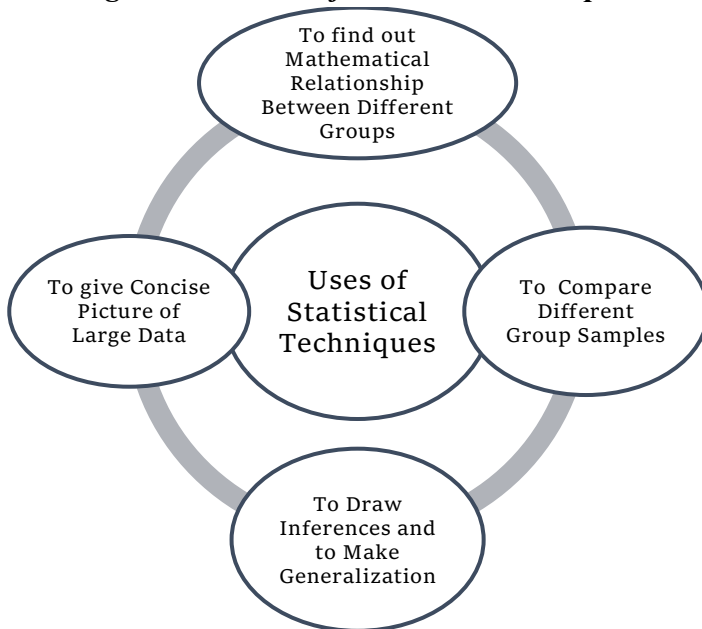 To find out
Mathematical
Relationship
Between Different
Groups
To give Concise
Picture of
Large Data
Uses of
Statistical
Techniques
To Compare
Different
Group Samples
To Draw
Inferences and
to Make
Generalization